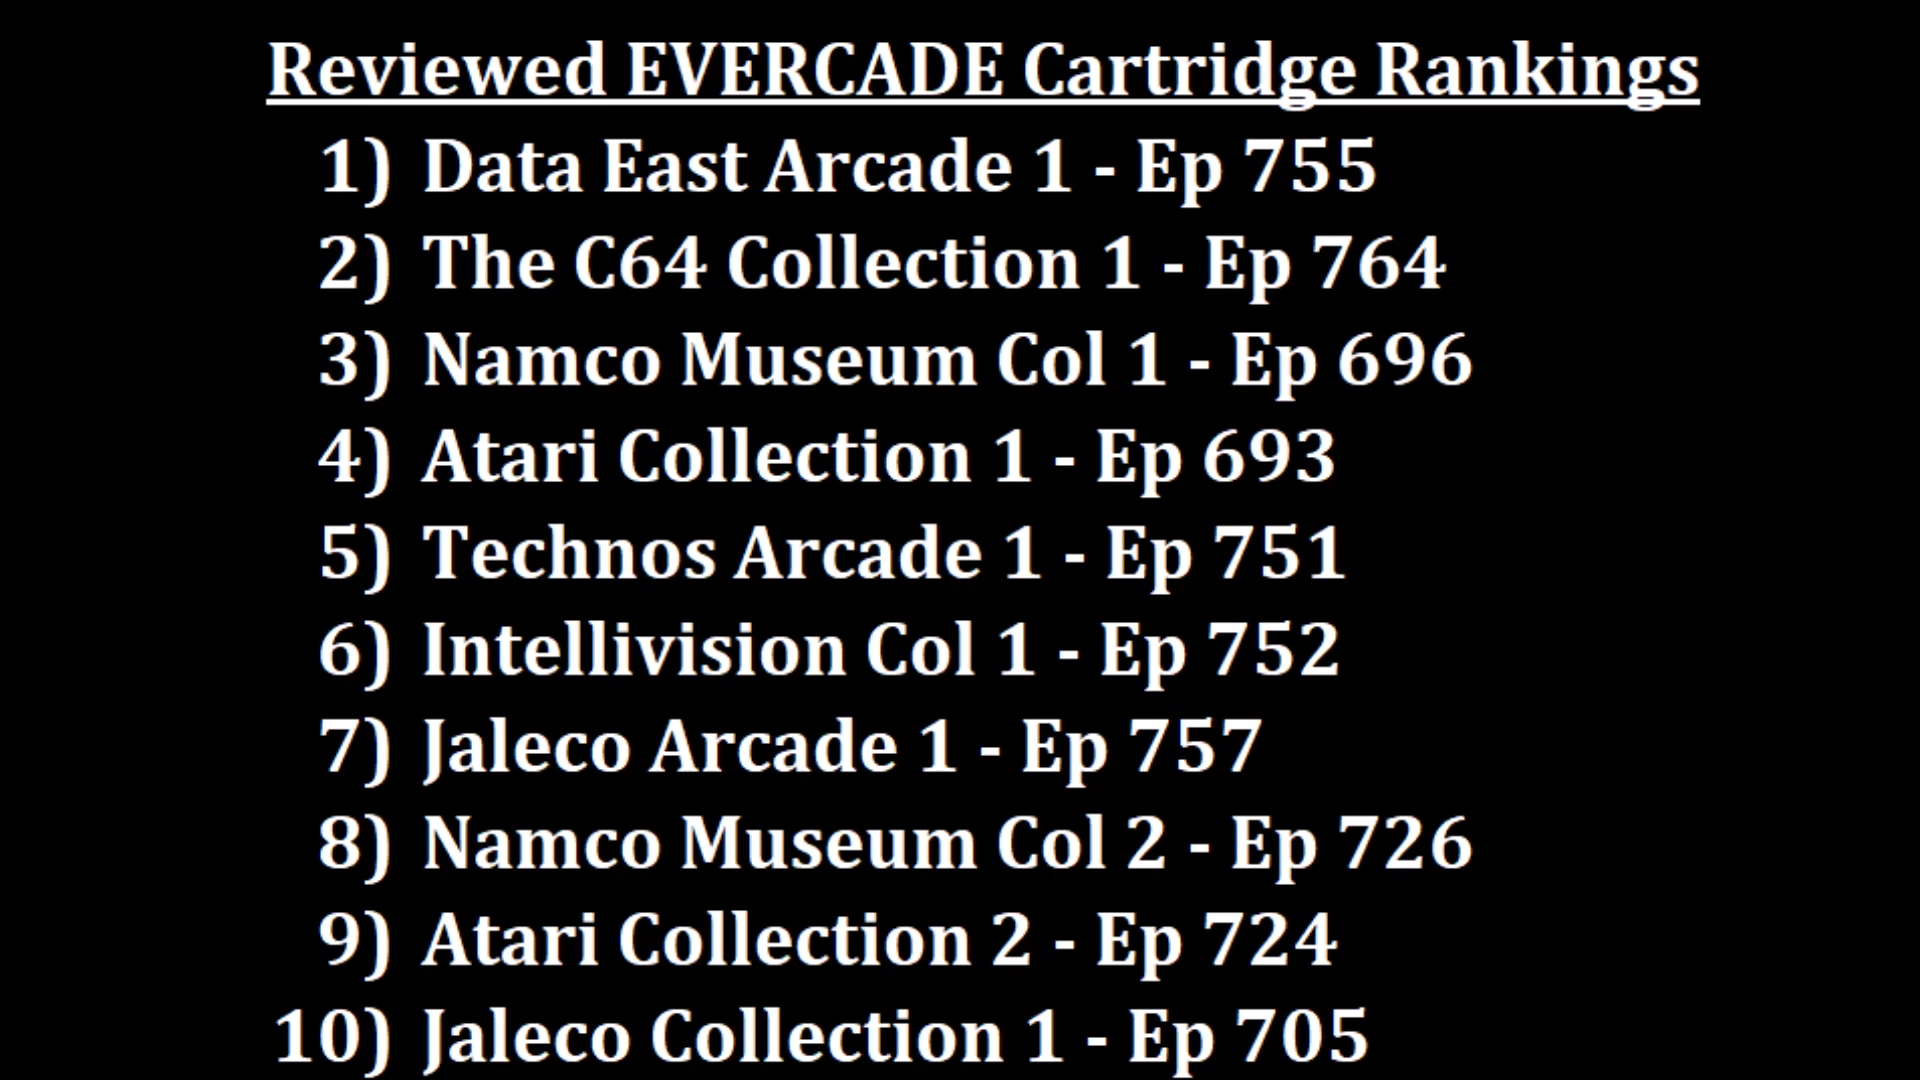 Reviewed EVERCADE Cartridge Rankings
1) Data East Arcade 1 - Ep 755
2) The C64 Collection 1 - Ep 764
3) Namco Museum Col 1 - Ep 696
4) Atari Collection 1 - Ep 693
5) Technos Arcade 1 - Ep 751
6) Intellivision Col 1 - Ep 752
7) Jaleco Arcade 1 - Ep 757
8) Namco Museum Col 2 - Ep 726
9) Atari Collection 2 - Ep 724
10) Jaleco Collection 1 - Ep 705